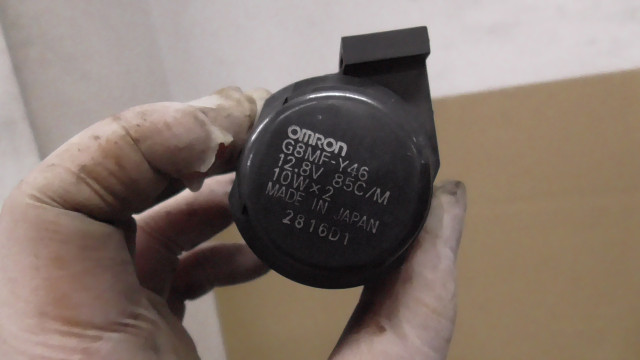 OMRON
G8MF-Y46
12.8V 85C/M
10W×2
MADE IN JAPAN
2816D1